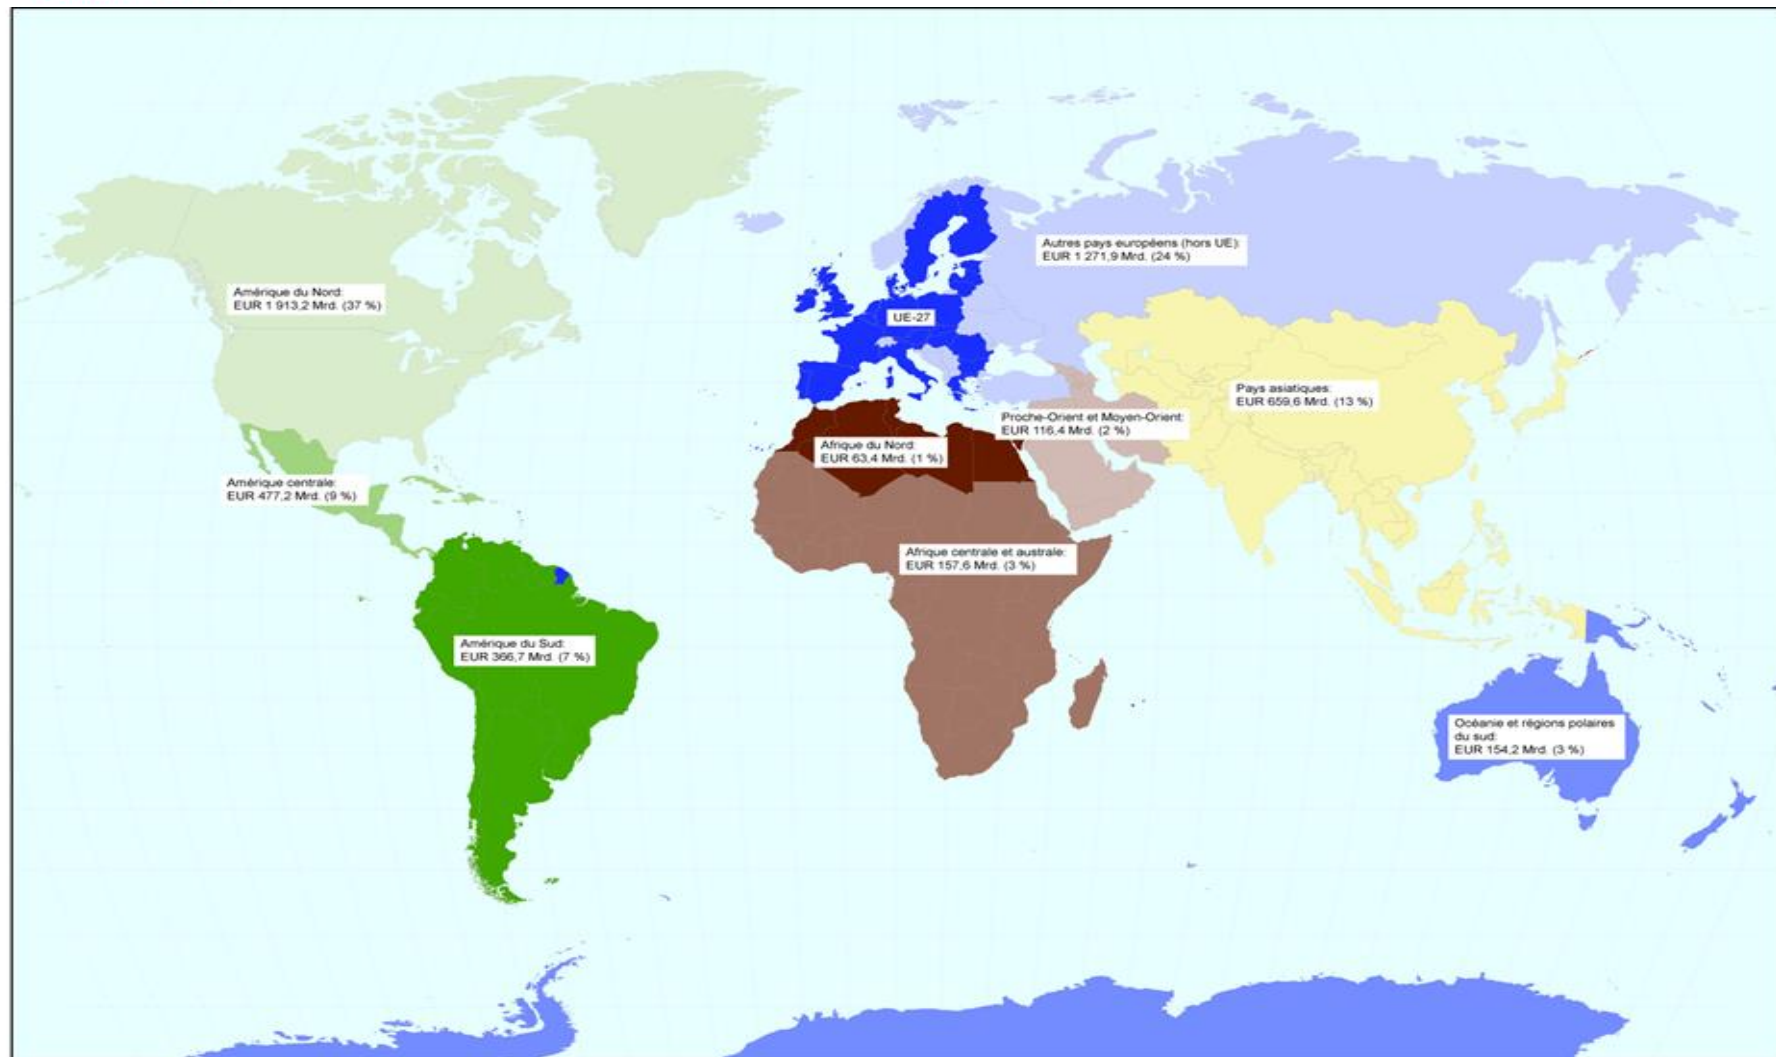 Autres pays européens (hors UE):
EUR 1 271,9 Mrd. (24 %)
Amérique du Nord:
EUR 1 913,2 Mrd. (37 %)
UE-27
Pays asiatiques:
EUR 659,6 Mrd. (13 %)
Proche-Orient et Moyen-Orient:
EUR 116,4 Mrd. (2 %)
Afrique du Nord:
EUR 63,4 Mrd. (1 %)
Amérique centrale:
EUR 477,2 Mrd. (9 %)
Afrique centrale et australe:
EUR 157,6 Mrd. (3 %)
Amérique du Sud:
EUR 366,7 Mrd. (7 %)
Océanie et régions polaires
du sud:
EUR 154,2 Mrd. (3 %)